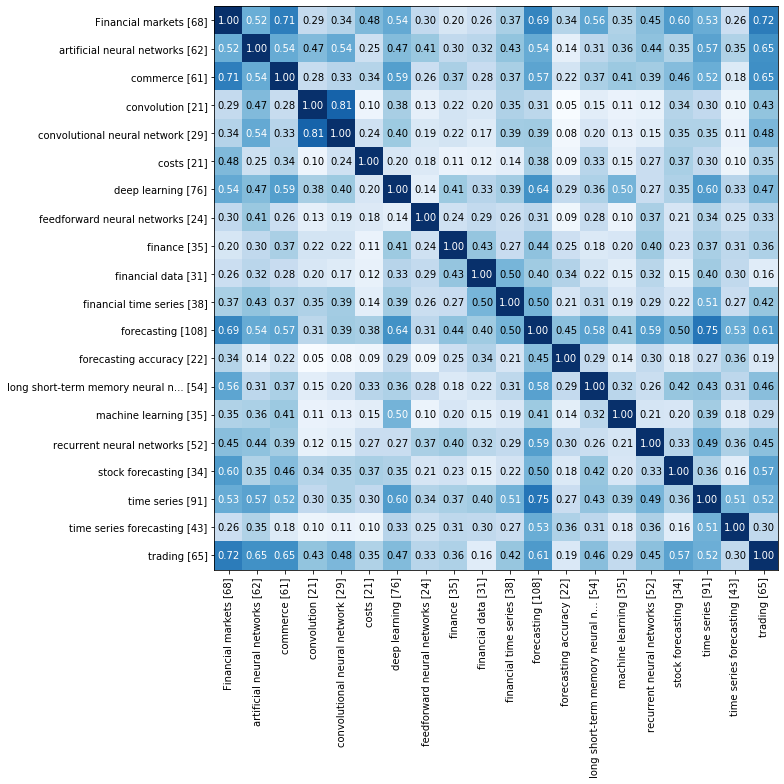 Financial markets [68] 1.00 0.52 0.71 0.29 0.34 0.48 0.54 0.30 0.20 0.26 0.37 0.69 0.34 0.56 0.35 0.45 0.60 0.53 0.26 0.72
artificial neural networks [62] 0.52 1.00 0.54 0.47 0.54 0.25 0.47 0.41 0.30 0.32 0.43 0.54 0.14 0.31 0.36 0.44 0.35 0.57 0.35 0.65
commerce [61] 0.71 0.54 1.00 0.28 0.33 0.34 0.59 0.26 0.37 0.28 0.37 0.57 0.22 0.37 0.41 0.39 0.46 0.52 0.18 0.65
convolution [21] 0.29 0.47 0.28 1.00 0.81 0.10 0.38 0.13 0.22 0.20 0.35 0.31 0.05 0.15 0.11 0.12 0.34 0.30 0.10 0.43
convolutional neural network [29] 0.34 0.54 0.33 0.81 1.00 0.24 0.40 0.19 0.22 0.17 0.39 0.39 0.08 0.20 0.13 0.15 0.35 0.35 0.11 0.48
costs [21] 0.48 0.25 0.34 0.10 0.24 1.00 0.20 0.18 0.11 0.12 0.14 0.38 0.09 0.33 0.15 0.27 0.37 0.30 0.10 0.35
deep learning [76] 0.54 0.47 0.59 0.38 0.40 0.20 1.00 0.14 0.41 0.33 0.39 0.64 0.29 0.36 0.50 0.27 0.35 0.60 0.33 0.47
feedforward neural networks [24] 0.30 0.41 0.26 0.13 0.19 0.18 0.14 1.00 0.24 0.29 0.26 0.31 0.09 0.28 0.10 0.37 0.21 0.34 0.25 0.33
finance [35] 0.20 0.30 0.37 0.22 0.22 0.11 0.41 0.24 1.00 0.43 0.27 0.44 0.25 0.18 0.20 0.40 0.23 0.37 0.31 0.36
financial data [31] 0.26 0.32 0.28 0.20 0.17 0.12 0.33 0.29 0.43 1.00 0.50 0.40 0.34 0.22 0.15 0.32 0.15 0.40 0.30 0.16
financial time series [38] 0.37 0.43 0.37 0.35 0.39 0.14 0.39 0.26 0.27 0.50 1.00 0.50 0.21 0.31 0.19 0.29 0.22 0.51 0.27 0.42
forecasting [108] 0.69 0.54 0.57 0.31 0.39 0.38 0.64 0.31 0.44 0.40 0.50 1.00 0.45 0.58 0.41 0.59 0.50 0.75 0.53 0.61
forecasting accuracy [22] 0.34 0.14 0.22 0.05 0.08 0.09 0.29 0.09 0.25 0.34 0.21 0.45 1.00 0.29 0.14 0.30 0.18 0.27 0.36 0.19
long short-term memory neural n... [54] 0.56 0.31 0.37 0.15 0.20 0.33 0.36 0.28 0.18 0.22 0.31 0.58 0.29 1.00 0.32 0.26 0.42 0.43 0.31 0.46
machine learning [35] 0.35 0.36 0.41 0.11 0.13 0.15 0.50 0.10 0.20 0.15 0.19 0.41 0.14 0.32 1.00 0.21 0.20 0.39 0.18 0.29
recurrent neural networks [52] 0.45 0.44 0.39 0.12 0.15 0.27 0.27 0.37 0.40 0.32 0.29 0.59 0.30 0.26 0.21 1.00 0.33 0.49 0.36 0.45
stock forecasting [34] 0.60 0.35 0.46 0.34 0.35 0.37 0.35 0.21 0.23 0.15 0.22 0.50 0.18 0.42 0.20 0.33 1.00 0.36 0.16 0.57
time series [91] 0.53 0.57 0.52 0.30 0.35 0.30 0.60 0.34 0.37 0.40 0.51 0.75 0.27 0.43 0.39 0.49 0.36 1.00 0.51 0.52
time series forecasting [43] 0.26 0.35 0.18 0.10 0.11 0.10 0.33 0.25 0.31 0.30 0.27 0.53 0.36 0.31 0.18 0.36 0.16 0.51 1.00 0.30
trading [65] 0.72 0.65 0.65 0.43 0.48 0.35 0.47 0.33 0.36 0.16 0.42 0.61 0.19 0.46 0.29 0.45 0.57 0.52 0.30 1.00
Financial markets [68]
artificial neural networks [62]
commerce [61]
convolution [21]
convolutional neural network [29]
costs [21]
deep learning [76]
feedforward neural networks [24]
finance [35]
financial data [31]
financial time series [38]
forecasting [108]
forecasting accuracy [22]
long short-term memory neural n... [54]
machine learning [35]
recurrent neural networks [52]
stock forecasting [34]
time series [91]
time series forecasting [43]
trading [65]